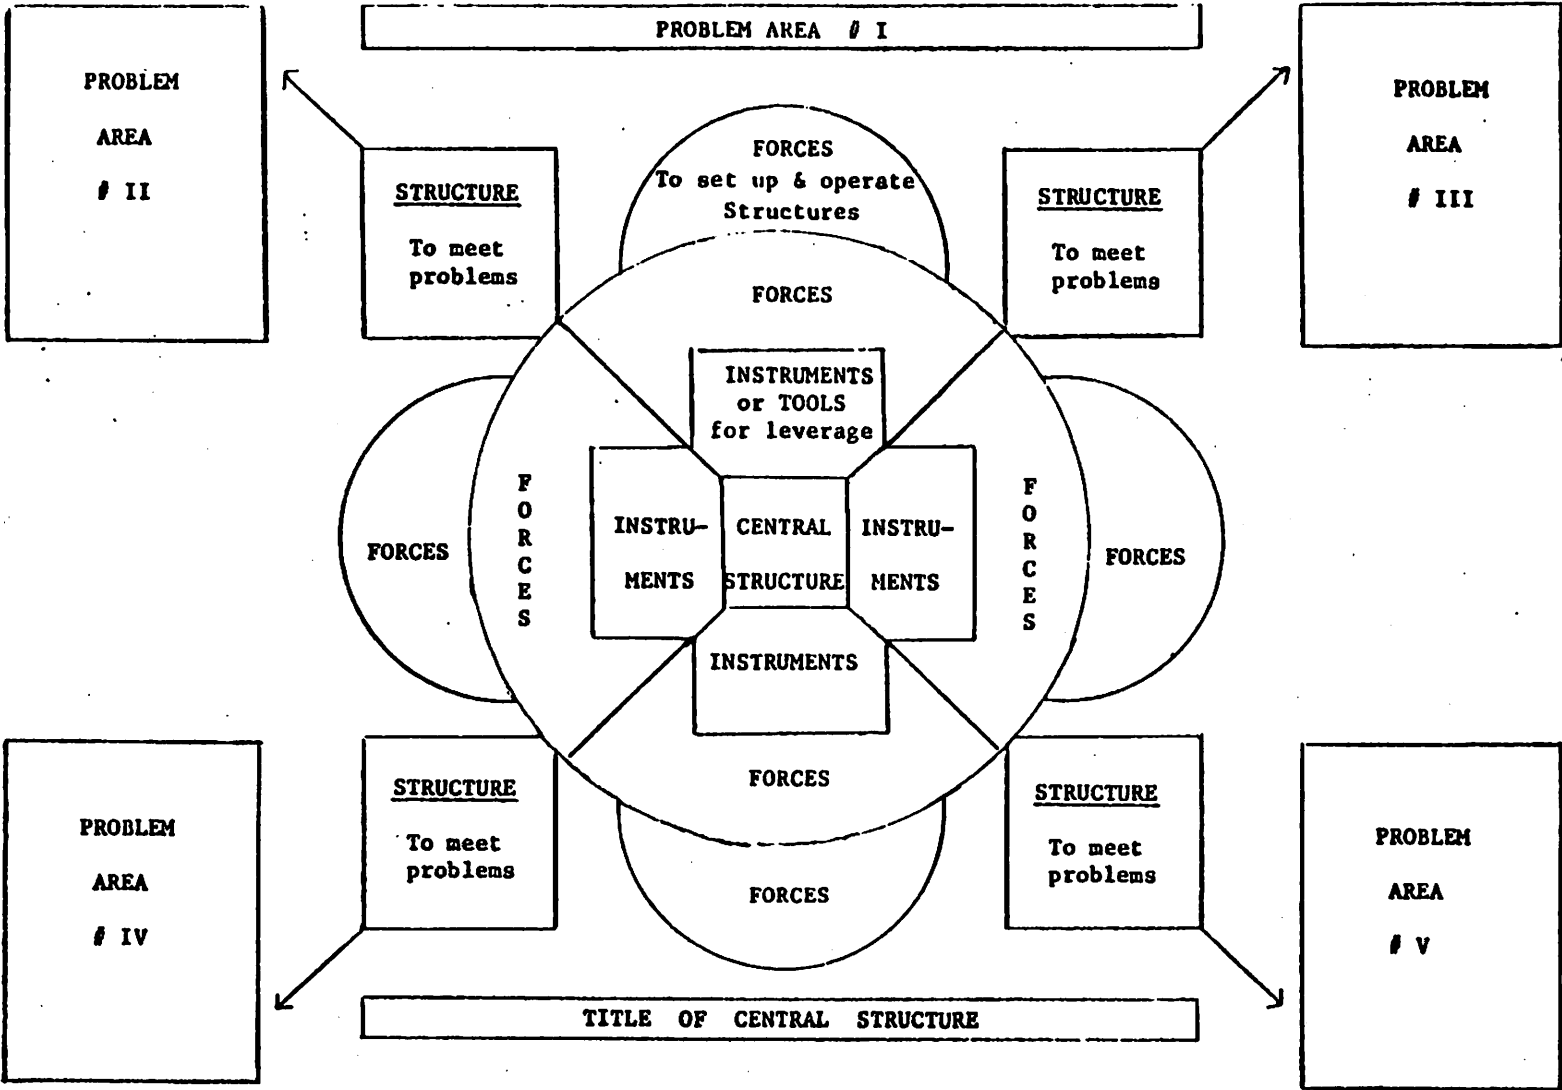 PROBLEM AREA # I
PROBLEM
AREA
# II
PROBLEM
AREA
# III
STRUCTURE
To meet
problems
FORCES
To set up & operate
Structures
STRUCTURE
To meet
problems
FORCES
INSTRUMENTS
or TOOLS
for leverage
FORCES
FORCES
INSTRU-
MENTS
CENTRAL
STRUCTURE
INSTRU-
MENTS
FORCES
FORCES
INSTRUMENTS
FORCES
STRUCTURE
To meet
problems
STRUCTURE
To meet
problems
FORCES
PROBLEM
AREA
# IV
PROBLEM
AREA
# V
TITLE OF CENTRAL STRUCTURE